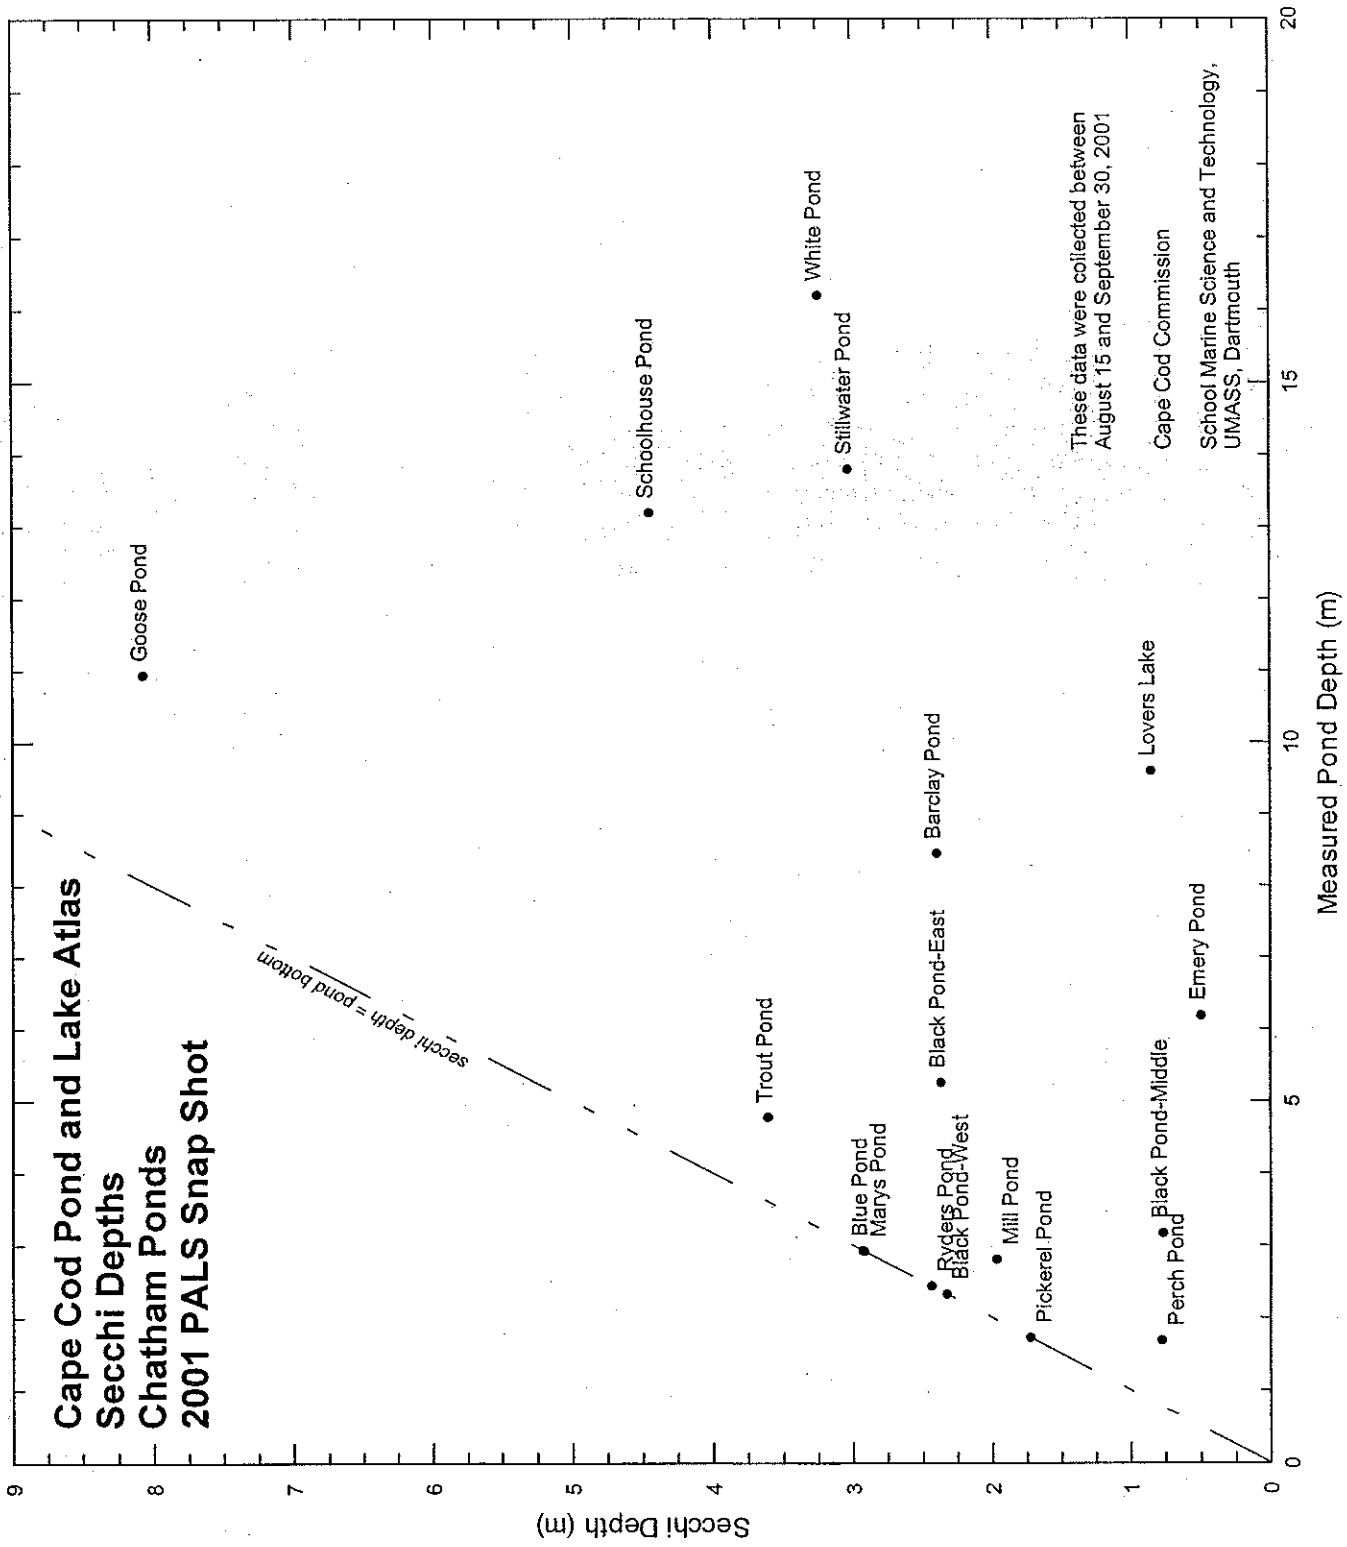 Cape Cod Pond and Lake Atlas
Secchi Depths
Chatham Ponds
2001 PALS Snap Shot
secchi depth = pond bottom
Goose Pond
Schoolhouse Pond
White Pond
Stillwater Pond
Trout Pond
Blue Pond
Marys Pond
Ryders Pond
Black Pond-West
Black Pond-East
Barclay Pond
Mill Pond
Pickerel Pond
Black Pond-Middle
Perch Pond
Emery Pond
Lovers Lake
These data were collected between
August 15 and September 30, 2001
Cape Cod Commission
School Marine Science and Technology,
UMASS, Dartmouth
Secchi Depth (m)
9
8
7
6
5
4
3
2
1
0
0
5
10
15
20
Measured Pond Depth (m)